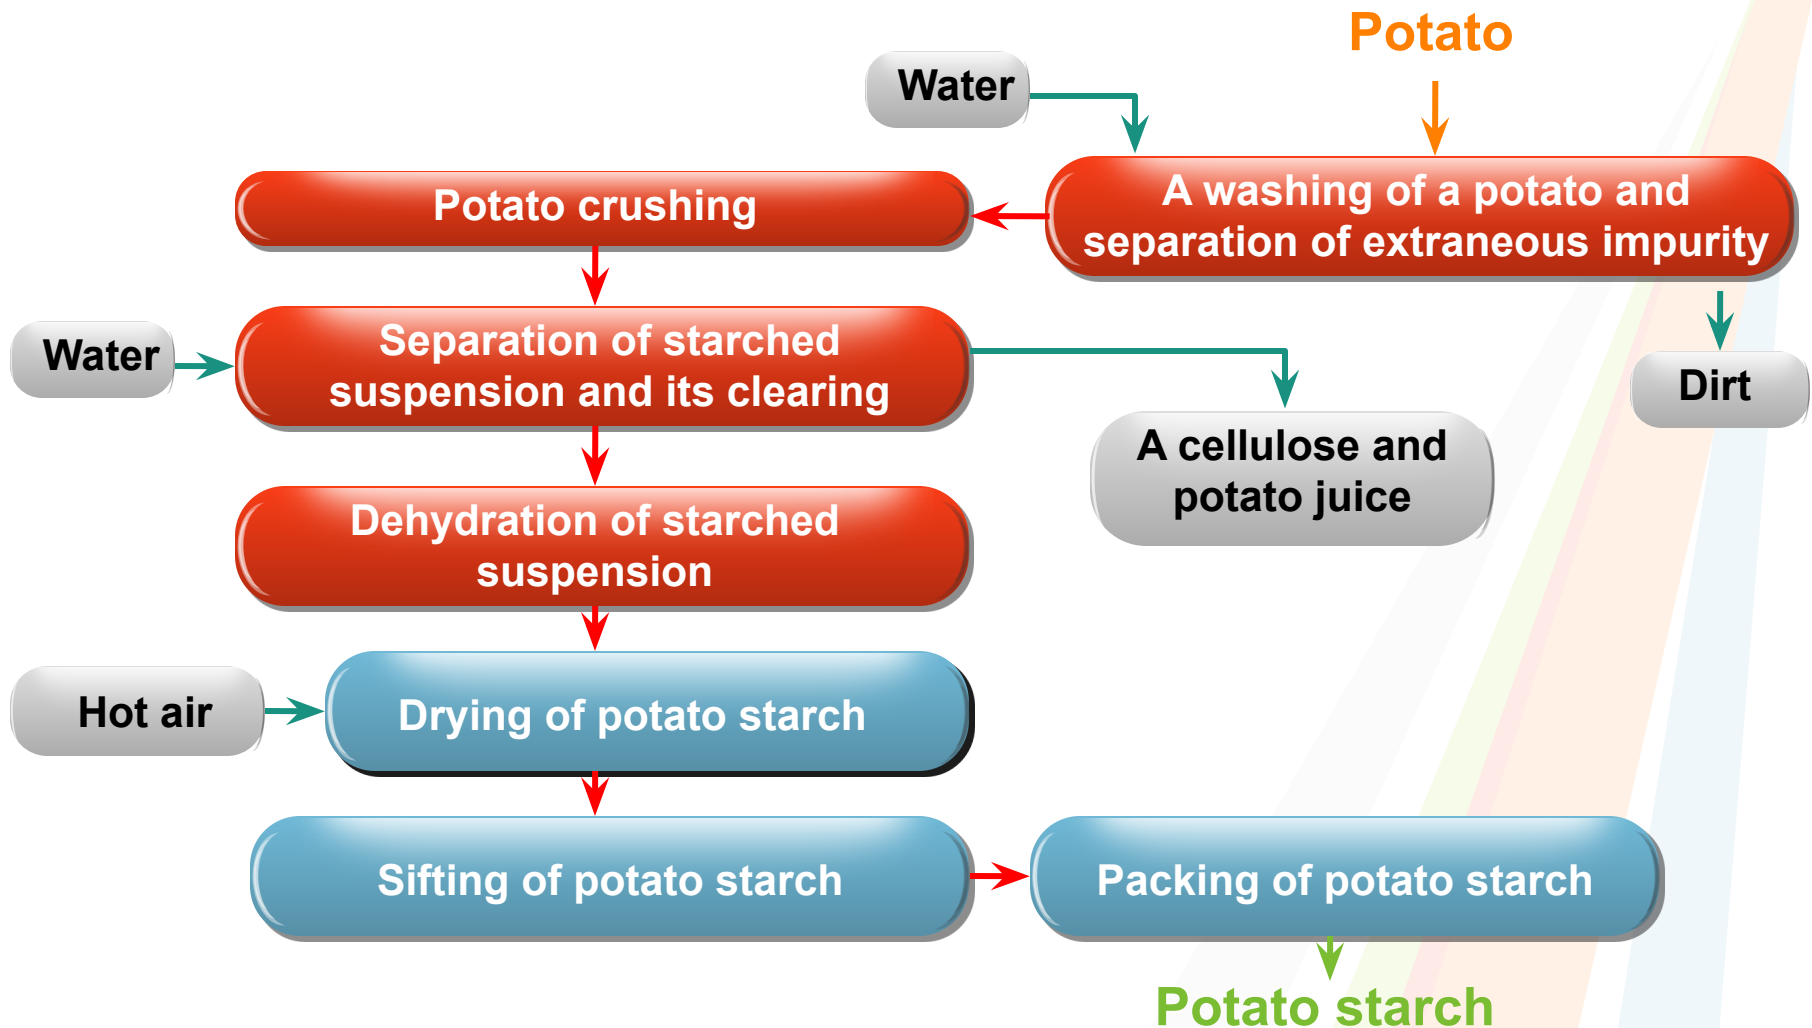 Potato
Water
A washing of a potato and
separation of extraneous impurity
Potato crushing
Separation of starched
suspension and its clearing
Water
Dirt
A cellulose and
potato juice
Dehydration of starched
suspension
Hot air
Drying of potato starch
Sifting of potato starch
Packing of potato starch
Potato starch